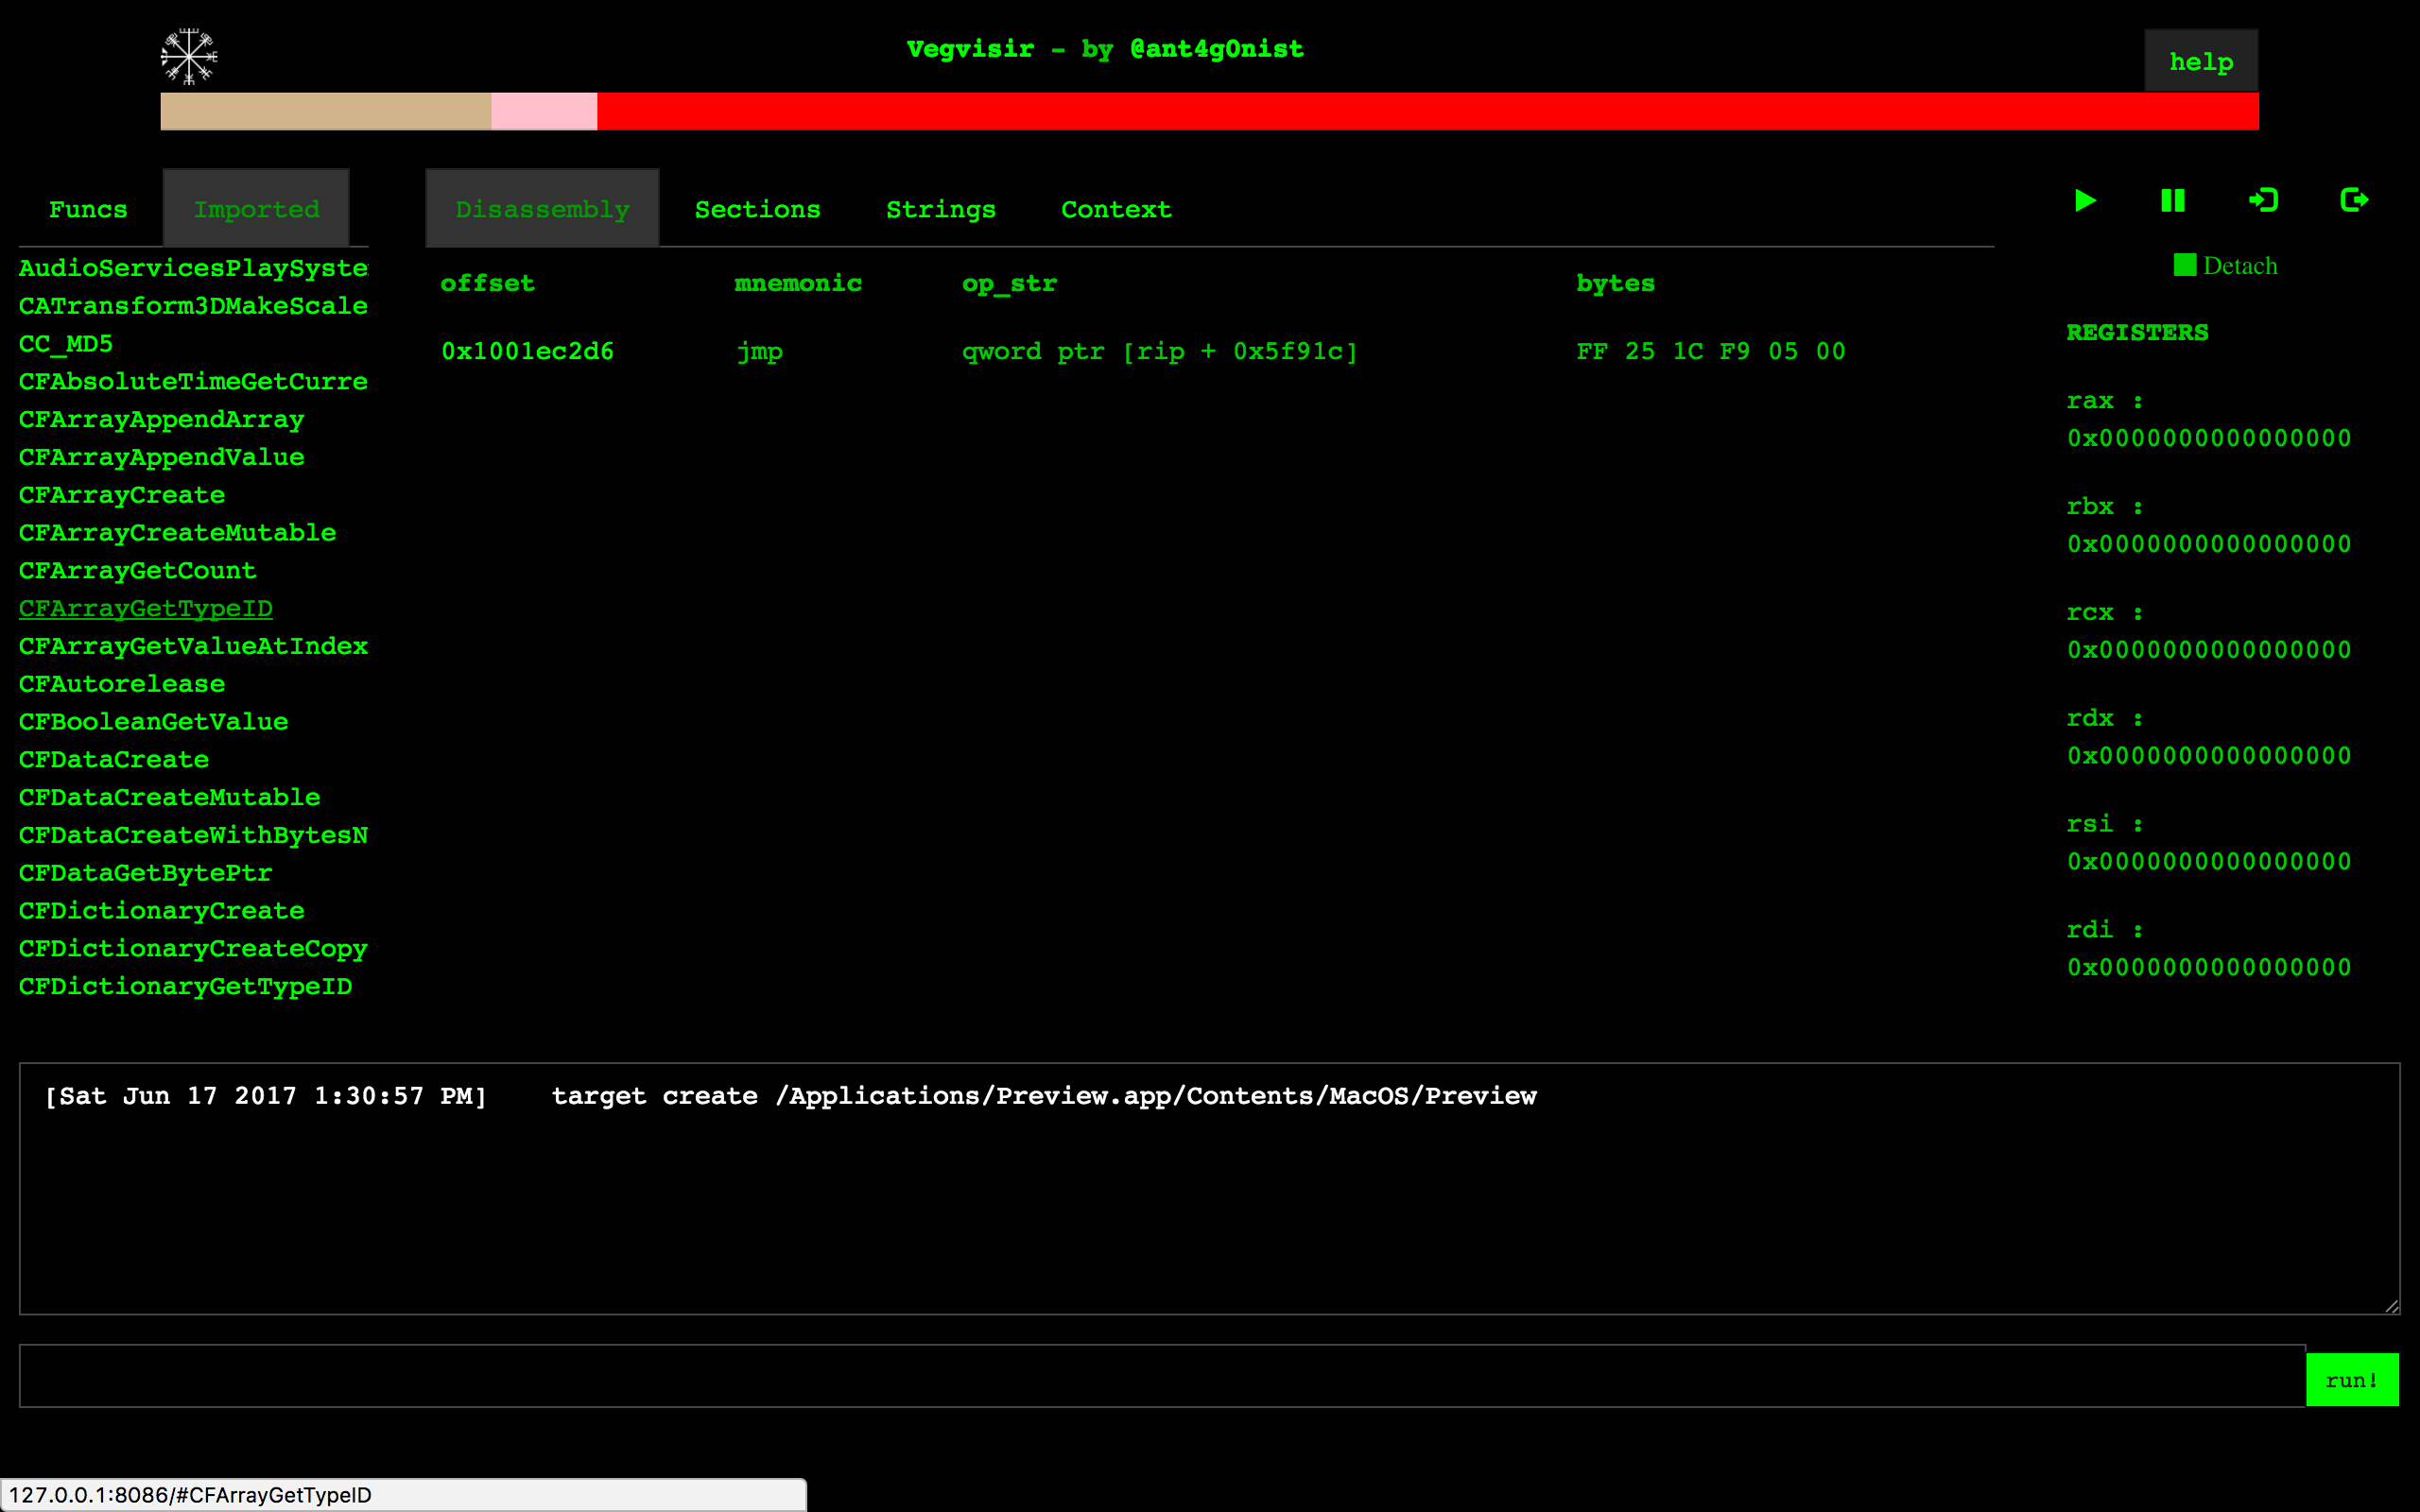 Vegvisir - by @ant4g0nist
help
Funcs Imported
Disassembly Sections Strings Context
AudioServicesPlaySyste
CATransform3DMakeScale
CC_MD5
CFAbsoluteTimeGetCurre
CFArrayAppendArray
CFArrayAppendValue
CFArrayCreate
CFArrayCreateMutable
CFArrayGetCount
CFArrayGetTypeID
CFArrayGetValueAtIndex
CFAutorelease
CFBooleanGetValue
CFDataCreate
CFDataCreateMutable
CFDataCreateWithBytesN
CFDataGetBytePtr
CFDictionaryCreate
CFDictionaryCreateCopy
CFDictionaryGetTypeID
offset mnemonic op_str bytes
0x1001ec2d6 jmp qword ptr [rip + 0x5f91c] FF 25 1C F9 05 00
Detach
REGISTERS
rax :
0x0000000000000000
rbx :
0x0000000000000000
rcx :
0x0000000000000000
rdx :
0x0000000000000000
rsi :
0x0000000000000000
rdi :
0x0000000000000000
[Sat Jun 17 2017 1:30:57 PM] target create /Applications/Preview.app/Contents/MacOS/Preview
run!
127.0.0.1:8086/#CFArrayGetTypeID